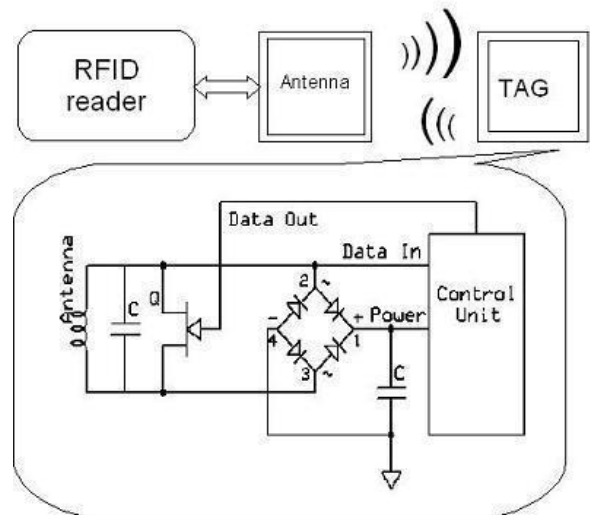 RFID
reader
Antenna
TAG
Data Out
Antenna
C
Q
Data In
2
~
-
4
+
1
Power
3
~
C
Control
Unit